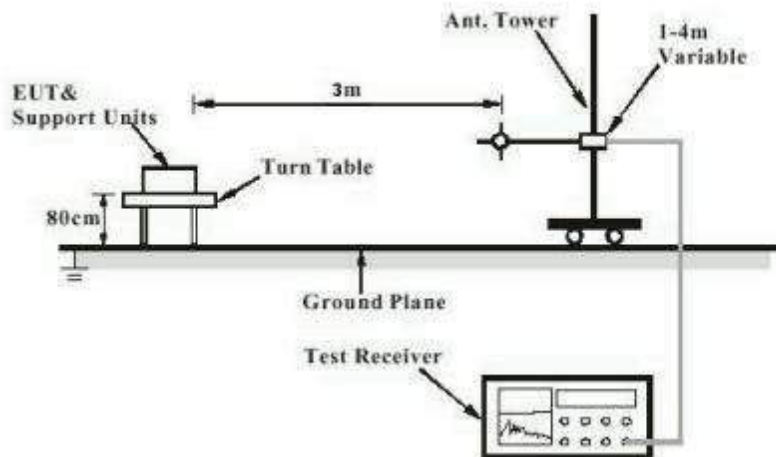 Ant. Tower
1-4m
Variable
EUT&
Support Units
3m
Turn Table
80cm
Ground Plane
Test Receiver